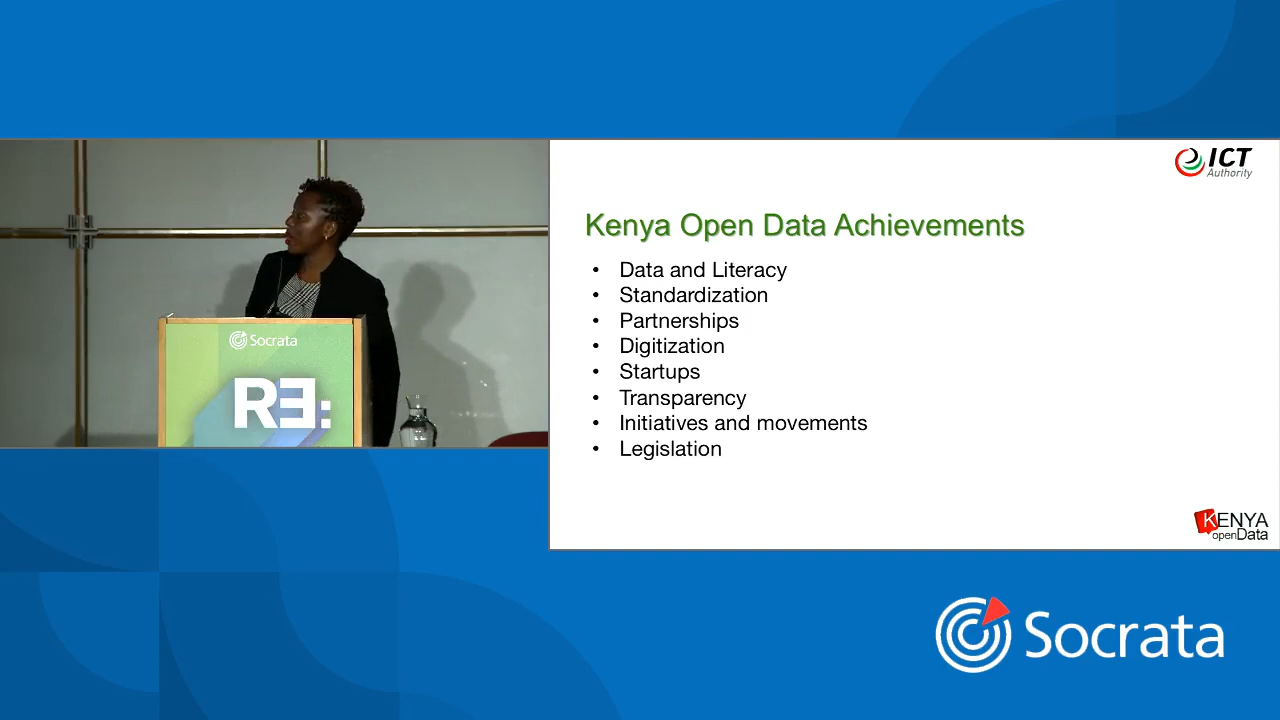 Socrata
RE:
ICT
Authority
Kenya Open Data Achievements
• Data and Literacy
• Standardization
• Partnerships
• Digitization
• Startups
• Transparency
• Initiatives and movements
• Legislation
KENYA
openData
Socrata